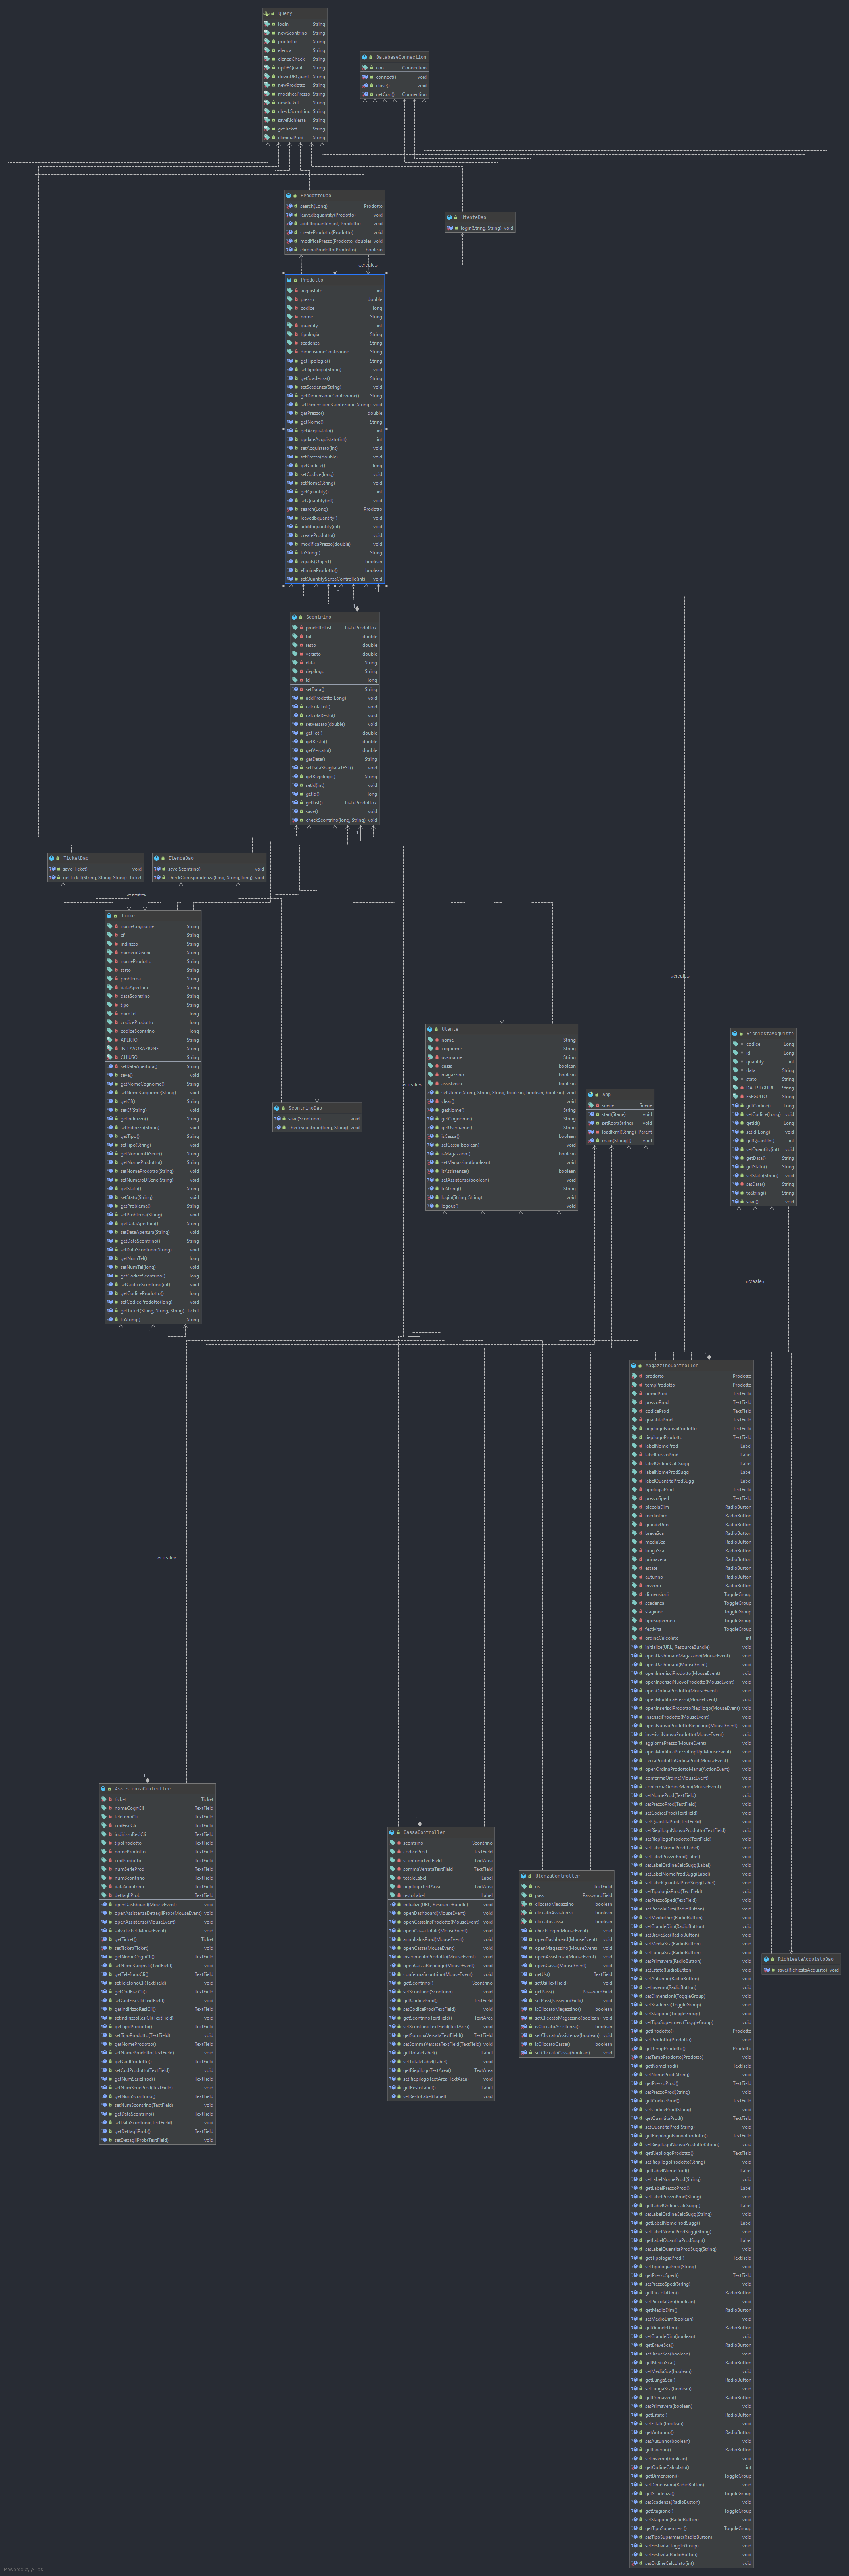 Query
login String
newScontrino String
prodotto String
elenca String
elencaCheck String
upDBQuant String
downDBQuant String
newProdotto String
modificaPrezzo String
newTicket String
checkScontrino String
saveRichiesta String
getTicket String
eliminaProd String
DatabaseConnection
con Connection
connect() void
close() void
getCon() Connection
ProdottoDao
search(Long) Prodotto
leavedbquantity(Prodotto) void
adddbquantity(int, Prodotto) void
createProdotto(Prodotto) void
modificaPrezzo(Prodotto, double) void
eliminaProdotto(Prodotto) boolean
UtenteDao
login(String, String) void
«create»
Prodotto
acquistato int
prezzo double
codice long
nome String
quantity int
tipologia String
scadenza String
dimensioneConfezione String
getTipologia() String
setTipologia(String) void
getScadenza() String
setScadenza(String) void
getDimensioneConfezione() String
setDimensioneConfezione(String) void
getPrezzo() double
getNome() String
getAcquistato() int
updateAcquistato(int) int
setAcquistato(int) void
setPrezzo(double) void
getCodice() long
setCodice(long) void
setNome(String) void
getQuantity() int
setQuantity(int) void
search(Long) Prodotto
leavedbquantity() void
adddbquantity(int) void
createProdotto() void
modificaPrezzo(double) void
toString() String
equals(Object) boolean
eliminaProdotto() boolean
setQuantitySenzaControllo(int) void
Scontrino
prodottoList List<Prodotto>
tot double
resto double
versato double
data String
riepilogo String
id long
setData() String
addProdotto(Long) void
calcolaTot() void
calcolaResto() void
setVersato(double) void
getTot() double
getResto() double
getVersato() double
getData() String
setDataSbagliataTEST() void
getRiepilogo() String
setId(int) void
getId() long
getList() List<Prodotto>
save() void
checkScontrino(long, String) void
TicketDao
save(Ticket) void
getTicket(String, String, String) Ticket
ElencaDao
save(Scontrino) void
checkCorrispondenza(long, String, long) void
«create»
Ticket
nomeCognome String
cf String
indirizzo String
numeroDiSerie String
nomeProdotto String
stato String
problema String
dataApertura String
dataScontrino String
tipo String
numTel long
codiceProdotto long
codiceScontrino long
APERTO String
IN_LAVORAZIONE String
CHIUSO String
setDataApertura() String
save() void
getNomeCognome() String
setNomeCognome(String) void
getCf() String
setCf(String) void
getIndirizzo() String
setIndirizzo(String) void
getTipo() String
setTipo(String) void
getNumeroDiSerie() String
getNomeProdotto() String
setNomeProdotto(String) void
setNumeroDiSerie(String) void
getStato() String
setStato(String) void
getProblema() String
setProblema(String) void
getDataApertura() String
setDataApertura(String) void
getDataScontrino() String
setDataScontrino(String) void
getNumTel() long
setNumTel(long) void
getCodiceScontrino() long
setCodiceScontrino(int) void
getCodiceProdotto() long
setCodiceProdotto(long) void
getTicket(String, String, String) Ticket
toString() String
ScontrinoDao
save(Scontrino) void
checkScontrino(long, String) void
Utente
nome String
cognome String
username String
cassa boolean
magazzino boolean
assistenza boolean
setUtente(String, String, String, boolean, boolean, boolean) void
clear() void
getNome() String
getCognome() String
getUsername() String
isCassa() boolean
setCassa(boolean) void
isMagazzino() boolean
setMagazzino(boolean) void
isAssistenza() boolean
setAssistenza(boolean) void
toString() String
login(String, String) void
logout() void
App
scene Scene
start(Stage) void
setRoot(String) void
loadFxml(String) Parent
main(String[]) void
RichiestaAcquisto
codice Long
id Long
quantity int
data String
stato String
DA_ESEGUIRE String
ESEGUITO String
getCodice() Long
setCodice(Long) void
getId() Long
setId(Long) void
getQuantity() int
setQuantity(int) void
getData() String
getStato() String
setStato(String) void
setData() String
toString() String
save() void
«create»
«create»
«create»
«create»
MagazzinoController
prodotto Prodotto
tempProdotto Prodotto
nomeProd TextField
prezzoProd TextField
codiceProd TextField
quantitaProd TextField
riepilogoNuovoProdotto TextField
riepilogoProdotto TextField
labelNomeProd Label
labelPrezzoProd Label
labelOrdineCalcSugg Label
labelNomeProdSugg Label
labelQuantitaProdSugg Label
tipologiaProd TextField
prezzoSped TextField
piccolaDim RadioButton
medioDim RadioButton
grandeDim RadioButton
breveSca RadioButton
mediaSca RadioButton
lungaSca RadioButton
primavera RadioButton
estate RadioButton
autunno RadioButton
inverno RadioButton
dimensioni ToggleGroup
scadenza ToggleGroup
stagione ToggleGroup
tipoSupermerc ToggleGroup
festivita ToggleGroup
ordineCalcolato int
initialize(URL, ResourceBundle) void
openDashboardMagazzino(MouseEvent) void
openDashboard(MouseEvent) void
openInserisciProdotto(MouseEvent) void
openInserisciNuovoProdotto(MouseEvent) void
openOrdinaProdotto(MouseEvent) void
openModificaPrezzo(MouseEvent) void
openInserisciProdottoRiepilogo(MouseEvent) void
inserisciProdotto(MouseEvent) void
openNuovoProdottoRiepilogo(MouseEvent) void
inserisciNuovoProdotto(MouseEvent) void
aggiornaPrezzo(MouseEvent) void
openModificaPrezzoPopUp(MouseEvent) void
cercaProdottoOrdinaProd(MouseEvent) void
openOrdinaProdottoManu(ActionEvent) void
confermaOrdine(MouseEvent) void
confermaOrdineManu(MouseEvent) void
setNomeProd(TextField) void
setPrezzoProd(TextField) void
setCodiceProd(TextField) void
setQuantitaProd(TextField) void
setRiepilogoNuovoProdotto(TextField) void
setRiepilogoProdotto(TextField) void
setLabelNomeProd(Label) void
setLabelPrezzoProd(Label) void
setLabelOrdineCalcSugg(Label) void
setLabelNomeProdSugg(Label) void
setLabelQuantitaProdSugg(Label) void
setTipologiaProd(TextField) void
setPrezzoSped(TextField) void
setPiccolaDim(RadioButton) void
setMedioDim(RadioButton) void
setGrandeDim(RadioButton) void
setBreveSca(RadioButton) void
setMediaSca(RadioButton) void
setLungaSca(RadioButton) void
setPrimavera(RadioButton) void
setEstate(RadioButton) void
setAutunno(RadioButton) void
setInverno(RadioButton) void
setDimensioni(ToggleGroup) void
setScadenza(ToggleGroup) void
setStagione(ToggleGroup) void
setTipoSupermerc(ToggleGroup) void
getProdotto() Prodotto
setProdotto(Prodotto) void
getTempProdotto() Prodotto
setTempProdotto(Prodotto) void
getNomeProd() TextField
setNomeProd(String) void
getPrezzoProd() TextField
setPrezzoProd(String) void
getCodiceProd() TextField
setCodiceProd(String) void
getQuantitaProd() TextField
setQuantitaProd(String) void
getRiepilogoNuovoProdotto() TextField
setRiepilogoNuovoProdotto(String) void
getRiepilogoProdotto() TextField
setRiepilogoProdotto(String) void
getLabelNomeProd() Label
setLabelNomeProd(String) void
getLabelPrezzoProd() Label
setLabelPrezzoProd(String) void
getLabelOrdineCalcSugg() Label
setLabelOrdineCalcSugg(String) void
getLabelNomeProdSugg() Label
setLabelNomeProdSugg(String) void
getLabelQuantitaProdSugg() Label
setLabelQuantitaProdSugg(String) void
getTipologiaProd() TextField
setTipologiaProd(String) void
getPrezzoSped() TextField
setPrezzoSped(String) void
getPiccolaDim() RadioButton
setPiccolaDim(boolean) void
getMedioDim() RadioButton
setMedioDim(boolean) void
getGrandeDim() RadioButton
setGrandeDim(boolean) void
getBreveSca() RadioButton
setBreveSca(boolean) void
getMediaSca() RadioButton
setMediaSca(boolean) void
getLungaSca() RadioButton
setLungaSca(boolean) void
getPrimavera() RadioButton
setPrimavera(boolean) void
getEstate() RadioButton
setEstate(boolean) void
getAutunno() RadioButton
setAutunno(boolean) void
getInverno() RadioButton
setInverno(boolean) void
getOrdineCalcolato() int
getDimensioni() ToggleGroup
setDimensioni(RadioButton) void
getScadenza() ToggleGroup
setScadenza(RadioButton) void
getStagione() ToggleGroup
setStagione(RadioButton) void
getTipoSupermerc() ToggleGroup
setTipoSupermerc(RadioButton) void
setFestivita(ToggleGroup) void
setFestivita(RadioButton) void
setOrdineCalcolato(int) void
AssistenzaController
ticket Ticket
nomeCognCli TextField
telefonoCli TextField
codFiscCli TextField
indirizzoResiCli TextField
tipoProdotto TextField
nomeProdotto TextField
codProdotto TextField
numSerieProd TextField
numScontrino TextField
dataScontrino TextField
dettagliProb TextField
openDashboard(MouseEvent) void
openAssistenzaDettagliProb(MouseEvent) void
openAssistenza(MouseEvent) void
salvaTicket(MouseEvent) void
getTicket() Ticket
setTicket(Ticket) void
getNomeCognCli() TextField
setNomeCognCli(TextField) void
getTelefonoCli() TextField
setTelefonoCli(TextField) void
getCodFiscCli() TextField
setCodFiscCli(TextField) void
getIndirizzoResiCli() TextField
setIndirizzoResiCli(TextField) void
getTipoProdotto() TextField
setTipoProdotto(TextField) void
getNomeProdotto() TextField
setNomeProdotto(TextField) void
getCodProdotto() TextField
setCodProdotto(TextField) void
getNumSerieProd() TextField
setNumSerieProd(TextField) void
getNumScontrino() TextField
setNumScontrino(TextField) void
getDataScontrino() TextField
setDataScontrino(TextField) void
getDettagliProb() TextField
setDettagliProb(TextField) void
CassaController
scontrino Scontrino
codiceProd TextField
scontrinoTextField TextArea
sommaVersataTextField TextField
totaleLabel Label
riepilogoTextArea TextArea
restoLabel Label
initialize(URL, ResourceBundle) void
openDashboard(MouseEvent) void
openCassaInsProdotto(MouseEvent) void
openCassaTotale(MouseEvent) void
annullaInsProd(MouseEvent) void
openCassa(MouseEvent) void
inserimentoProdotto(MouseEvent) void
openCassaRiepilogo(MouseEvent) void
confermaScontrino(MouseEvent) void
getScontrino() Scontrino
setScontrino(Scontrino) void
getCodiceProd() TextField
setCodiceProd(TextField) void
getScontrinoTextField() TextArea
setScontrinoTextField(TextArea) void
getSommaVersataTextField() TextField
setSommaVersataTextField(TextField) void
getTotaleLabel() Label
setTotaleLabel(Label) void
getRiepilogoTextArea() TextArea
setRiepilogoTextArea(TextArea) void
getRestoLabel() Label
setRestoLabel(Label) void
UtenteController
us TextField
pass PasswordField
cliccatoMagazzino boolean
cliccatoAssistenza boolean
cliccatoCassa boolean
checkLogin(MouseEvent) void
openDashboard(MouseEvent) void
openMagazzino(MouseEvent) void
openAssistenza(MouseEvent) void
openCassa(MouseEvent) void
getUs() TextField
setUs(TextField) void
getPass() PasswordField
setPass(PasswordField) void
isCliccatoMagazzino() boolean
setCliccatoMagazzino(boolean) void
isCliccatoAssistenza() boolean
setCliccatoAssistenza(boolean) void
isCliccatoCassa() boolean
setCliccatoCassa(boolean) void
RichiestaAcquistoDao
save(RichiestaAcquisto) void
Powered by yFiles